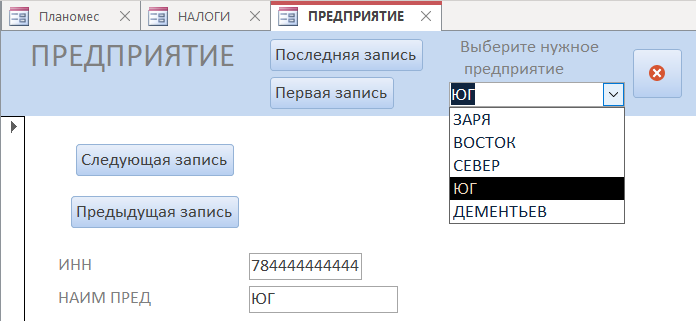 Планомес
НАЛОГИ
ПРЕДПРИЯТИЕ
ПРЕДПРИЯТИЕ
Последняя запись
Первая запись
Выберите нужное
предприятие
ЮГ
ЗАРЯ
ВОСТОК
СЕВЕР
ЮГ
ДЕМЕНТЬЕВ
Следующая запись
Предыдущая запись
ИНН 784444444444
НАИМ ПРЕД ЮГ